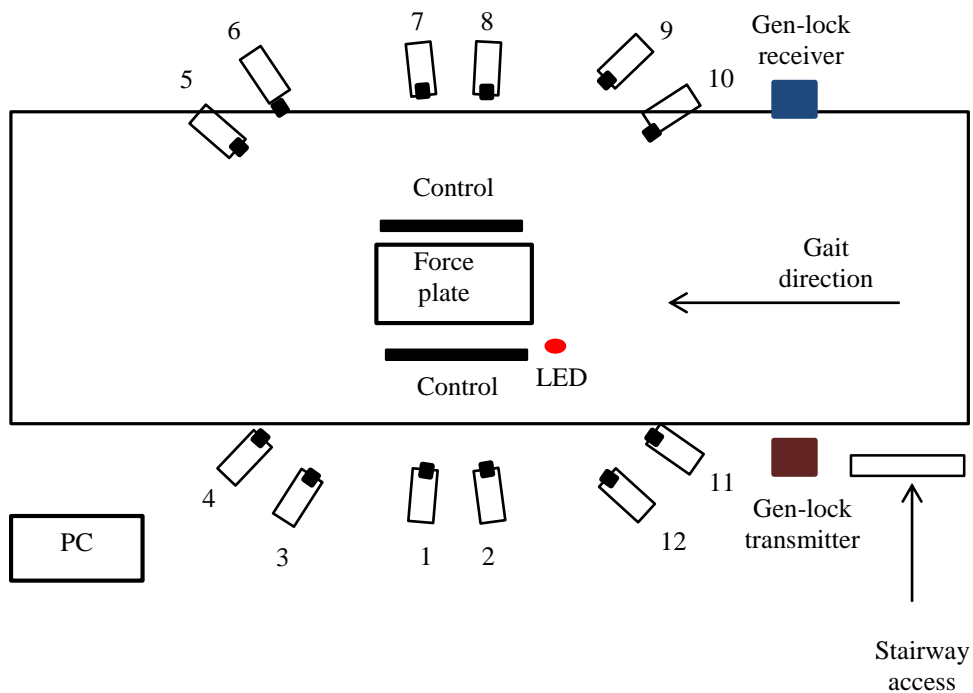 7
8
9
6
5
10
Gen-lock
receiver
Control
Force
plate
Gait
direction
LED
Control
4
3
1
2
12
11
Gen-lock
transmitter
PC
Stairway
access